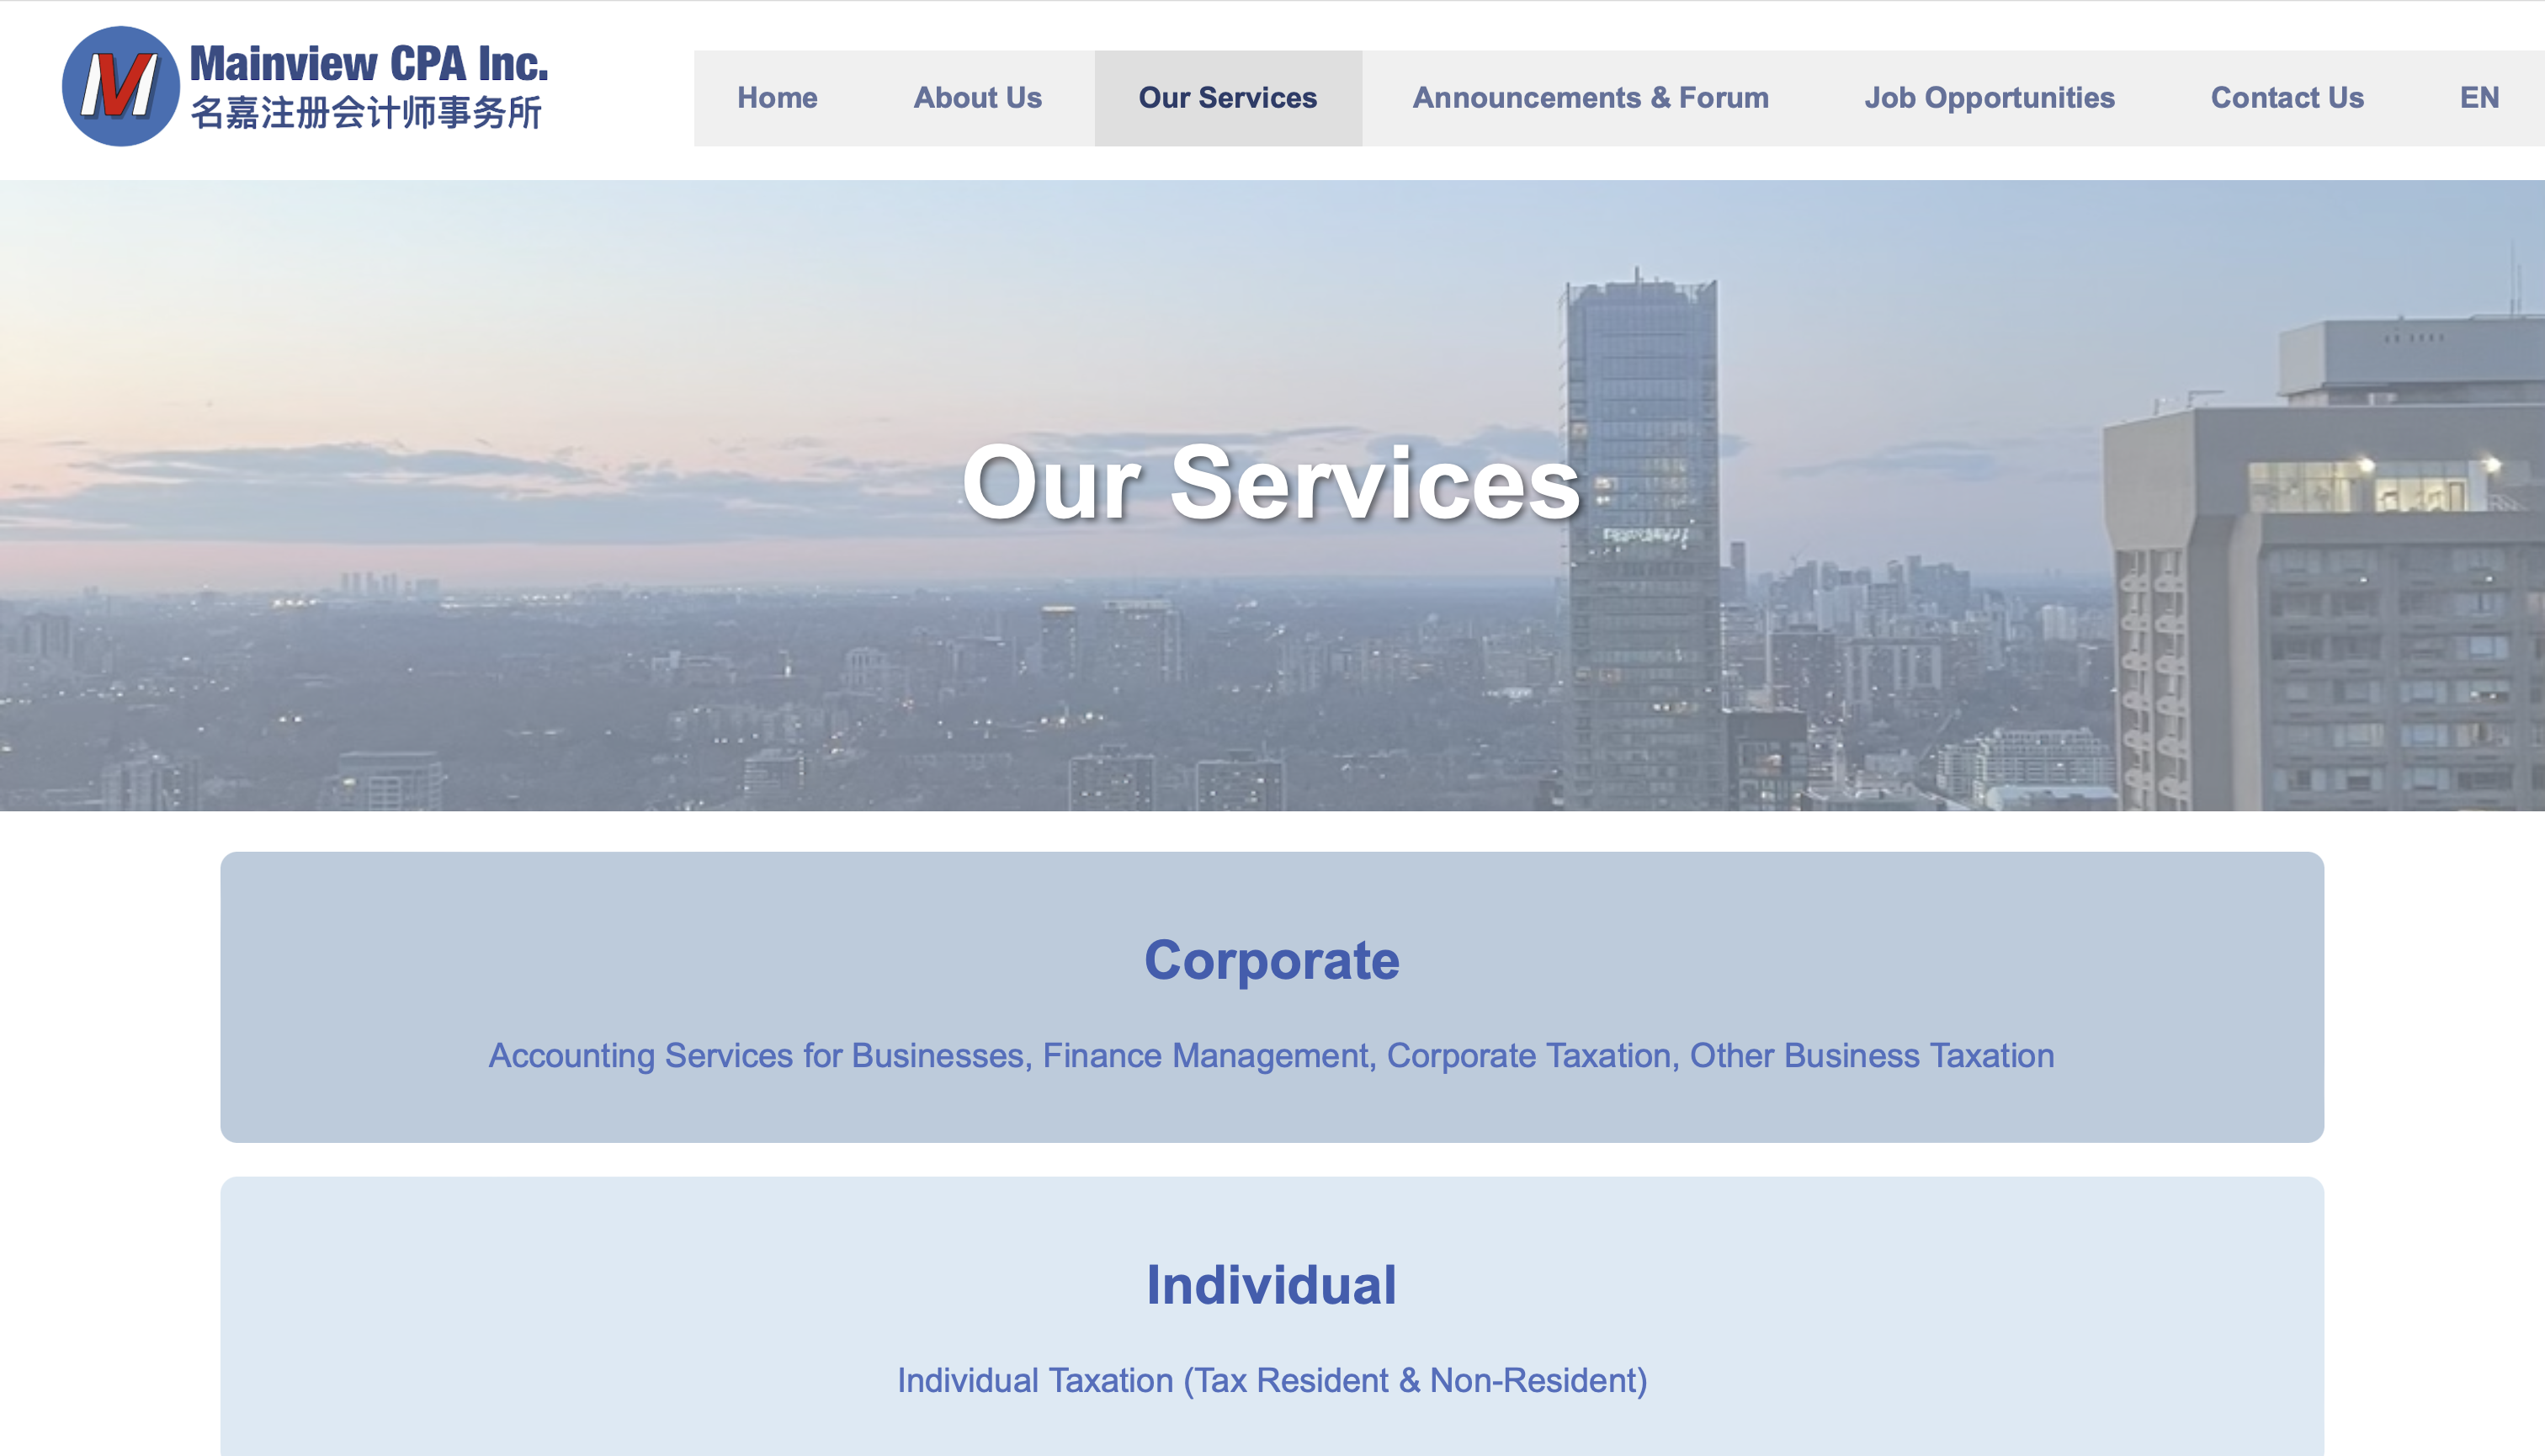 Mainview CPA Inc.
名嘉注册会计师事务所
Home About Us Our Services Announcements & Forum Job Opportunities Contact Us EN
Our Services
Corporate
Accounting Services for Businesses, Finance Management, Corporate Taxation, Other Business Taxation
Individual
Individual Taxation (Tax Resident & Non-Resident)